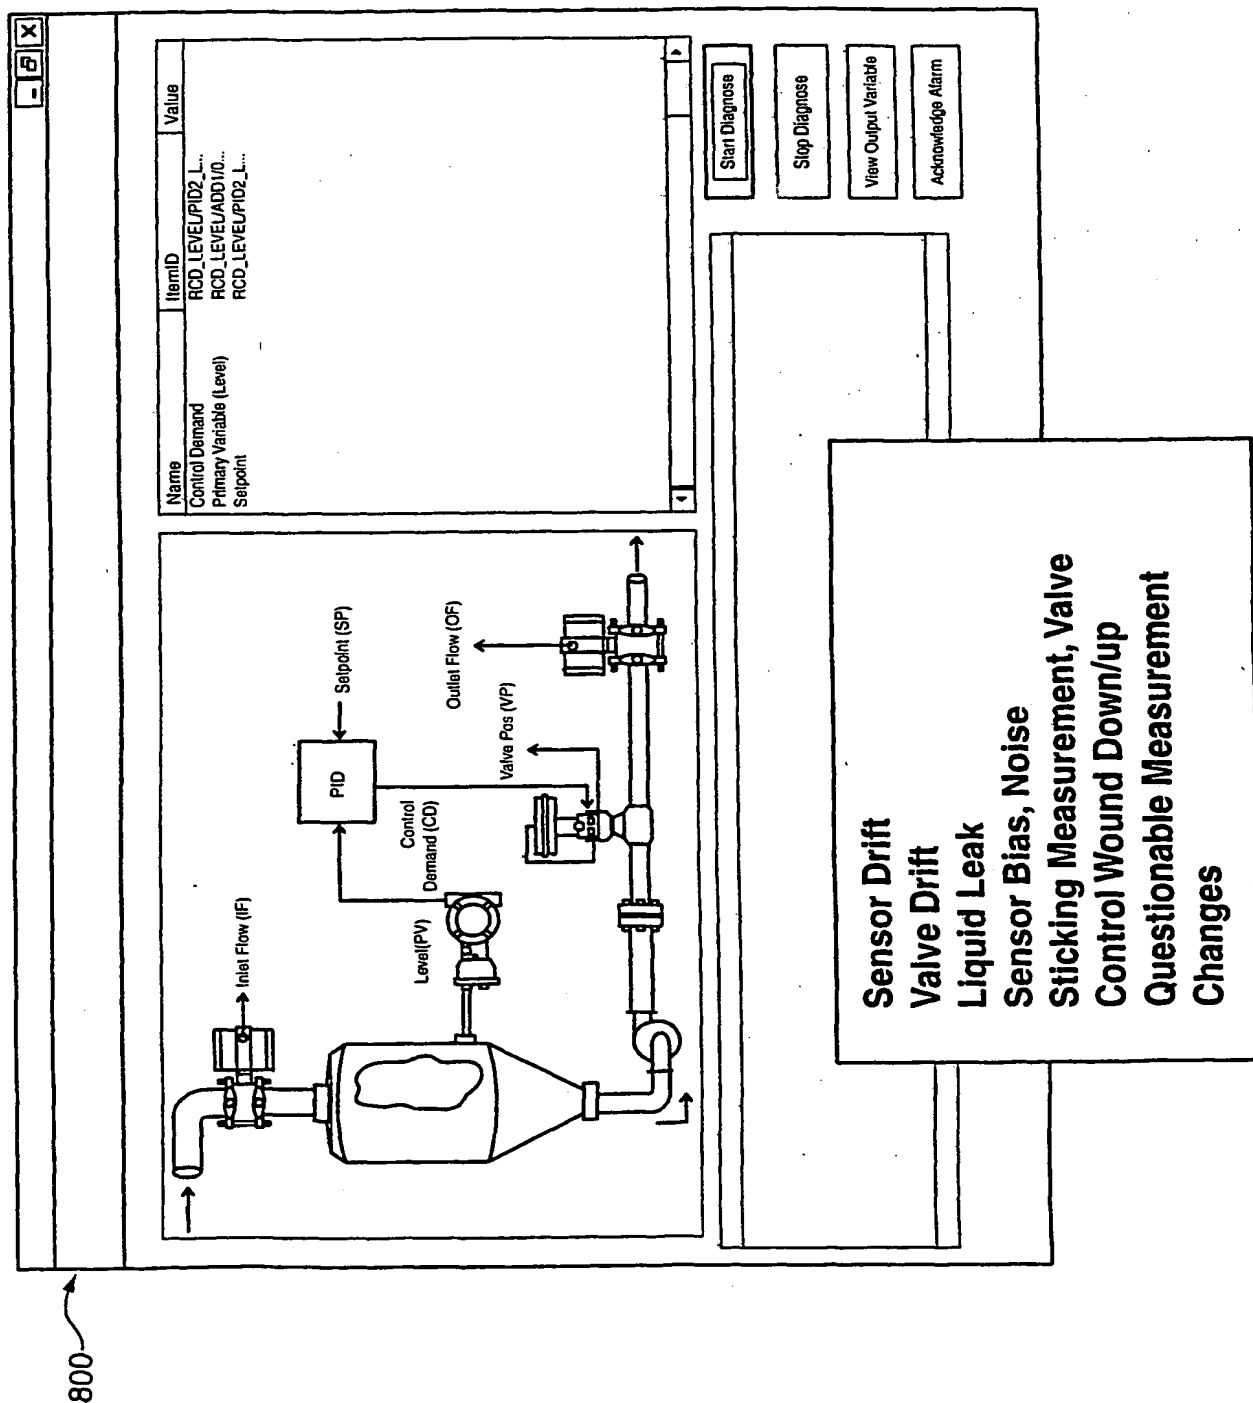 800
Name ItemID Value
Control Demand RCD_LEVEL/PID2_L...
Primary Variable (Level) RCD_LEVEL/ADD1/0...
Setpoint RCD_LEVEL/PID2_L...
Inlet Flow (IF)
Setpoint (SP)
PID
Level(PV)
Control
Demand (CD)
Outlet Flow (OF)
Valve Pos (VP)
Start Diagnose
Stop Diagnose
View Output Variable
Acknowledge Alarm
Sensor Drift
Valve Drift
Liquid Leak
Sensor Bias, Noise
Sticking Measurement, Valve
Control Wound Down/up
Questionable Measurement
Changes